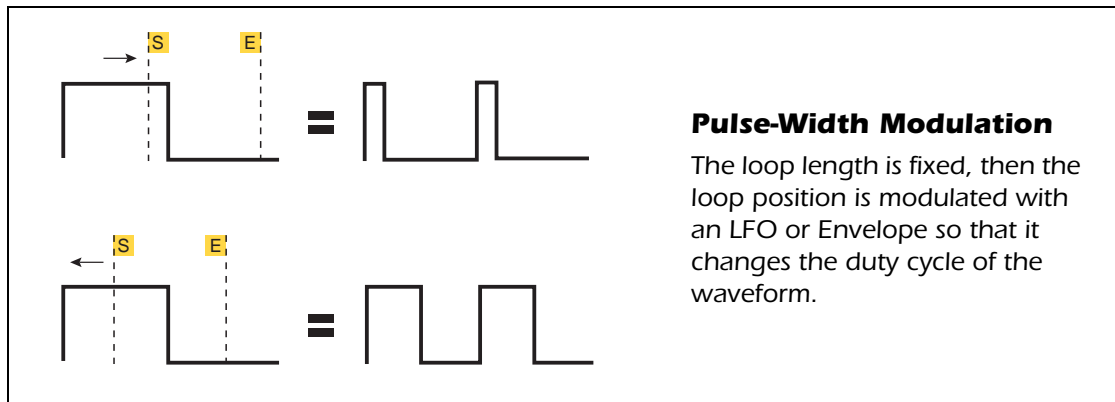 S E
=
Pulse-Width Modulation
The loop length is fixed, then the
loop position is modulated with
an LFO or Envelope so that it
changes the duty cycle of the
waveform.
S E
=